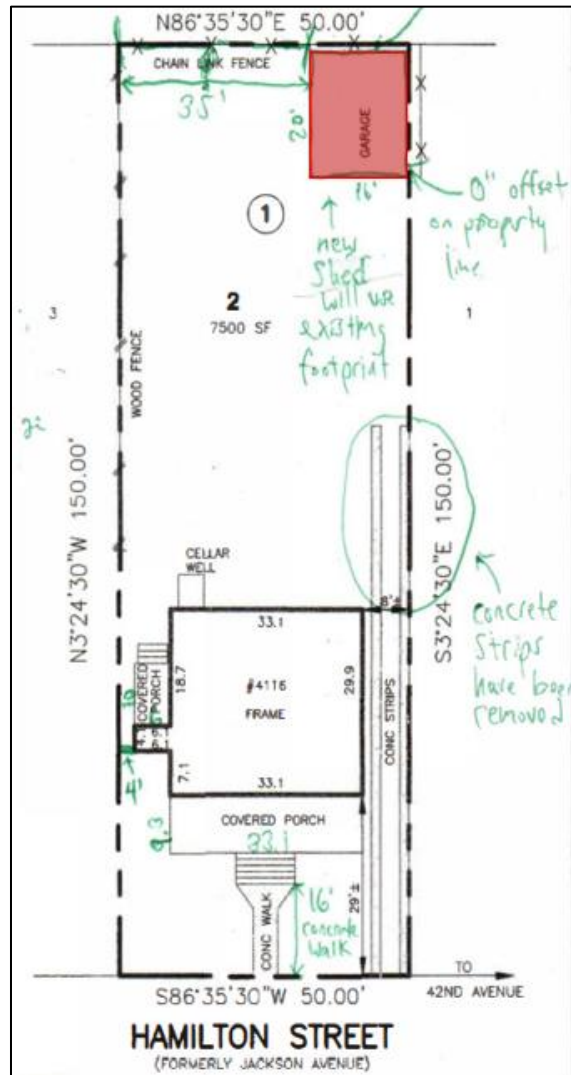 N86°35'30"E 50.00'
CHAIN LINK FENCE
35'
20'
GARAGE
16'
0" offset
on property
line
1
new
Shed
will use
existing
footprint
2
7500 SF
3
1
WOOD FENCE
N3°24'30"W 150.00'
S3°24'30"E 150.00'
CELLAR
WELL
8'±
33.1
concrete
Strips
have been
removed
COVERED
PORCH
10
18.7
#4116
FRAME
29.9
CONC STRIPS
4'
7.1
33.1
COVERED PORCH
9.3
33.1
16'
concrete
walk
CONC WALK
29'±
S86°35'30"W 50.00'
TO
42ND AVENUE
HAMILTON STREET
(FORMERLY JACKSON AVENUE)